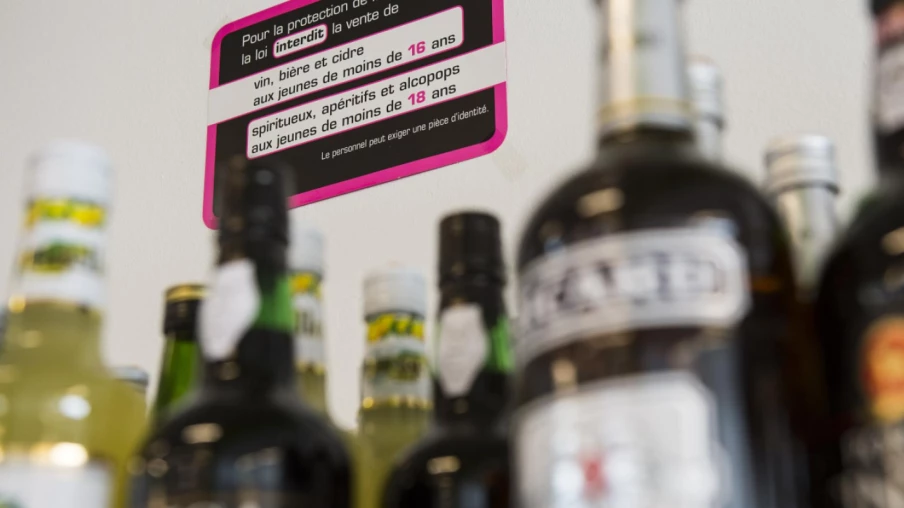 Pour la protection de
la loi interdit la vente de
vin, bière et cidre
aux jeunes de moins de 16 ans
spiritueux, apéritifs et alcopops
aux jeunes de moins de 18 ans
Le personnel peut exiger une pièce d'identité.